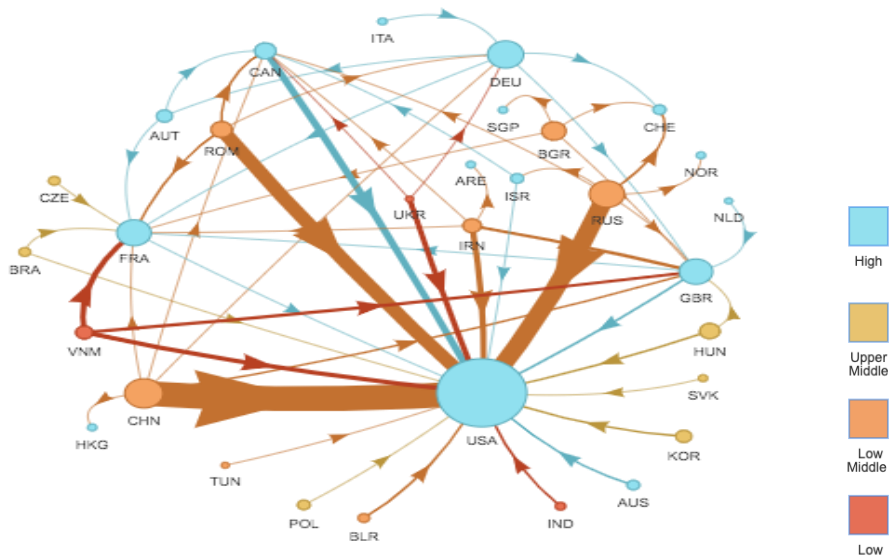 ITA
CAN
DEU
SGP
CHE
AUT
ROM
BGR
ARE
NOR
CZE
ISR
UKR
RUS
NLD
IRN
FRA
BRA
GBR
High
VNM
HUN
Upper
Middle
SVK
CHN
USA
HKG
KOR
Low
Middle
TUN
AUS
POL
IND
BLR
Low